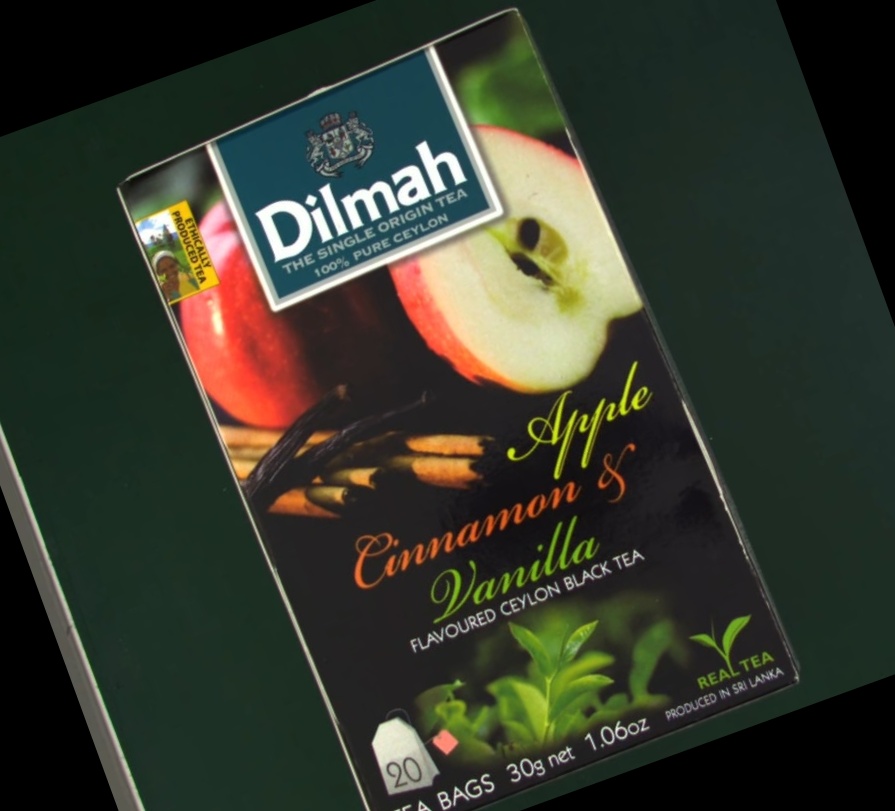 Dilmah
THE SINGLE ORIGIN TEA
100% PURE CEYLON
ETHICALLY
PRODUCED TEA
Apple
Cinnamon &
Vanilla
FLAVOURED CEYLON BLACK TEA
REAL TEA
PRODUCED IN SRI LANKA
20
TEA BAGS 30g net 1.06oz